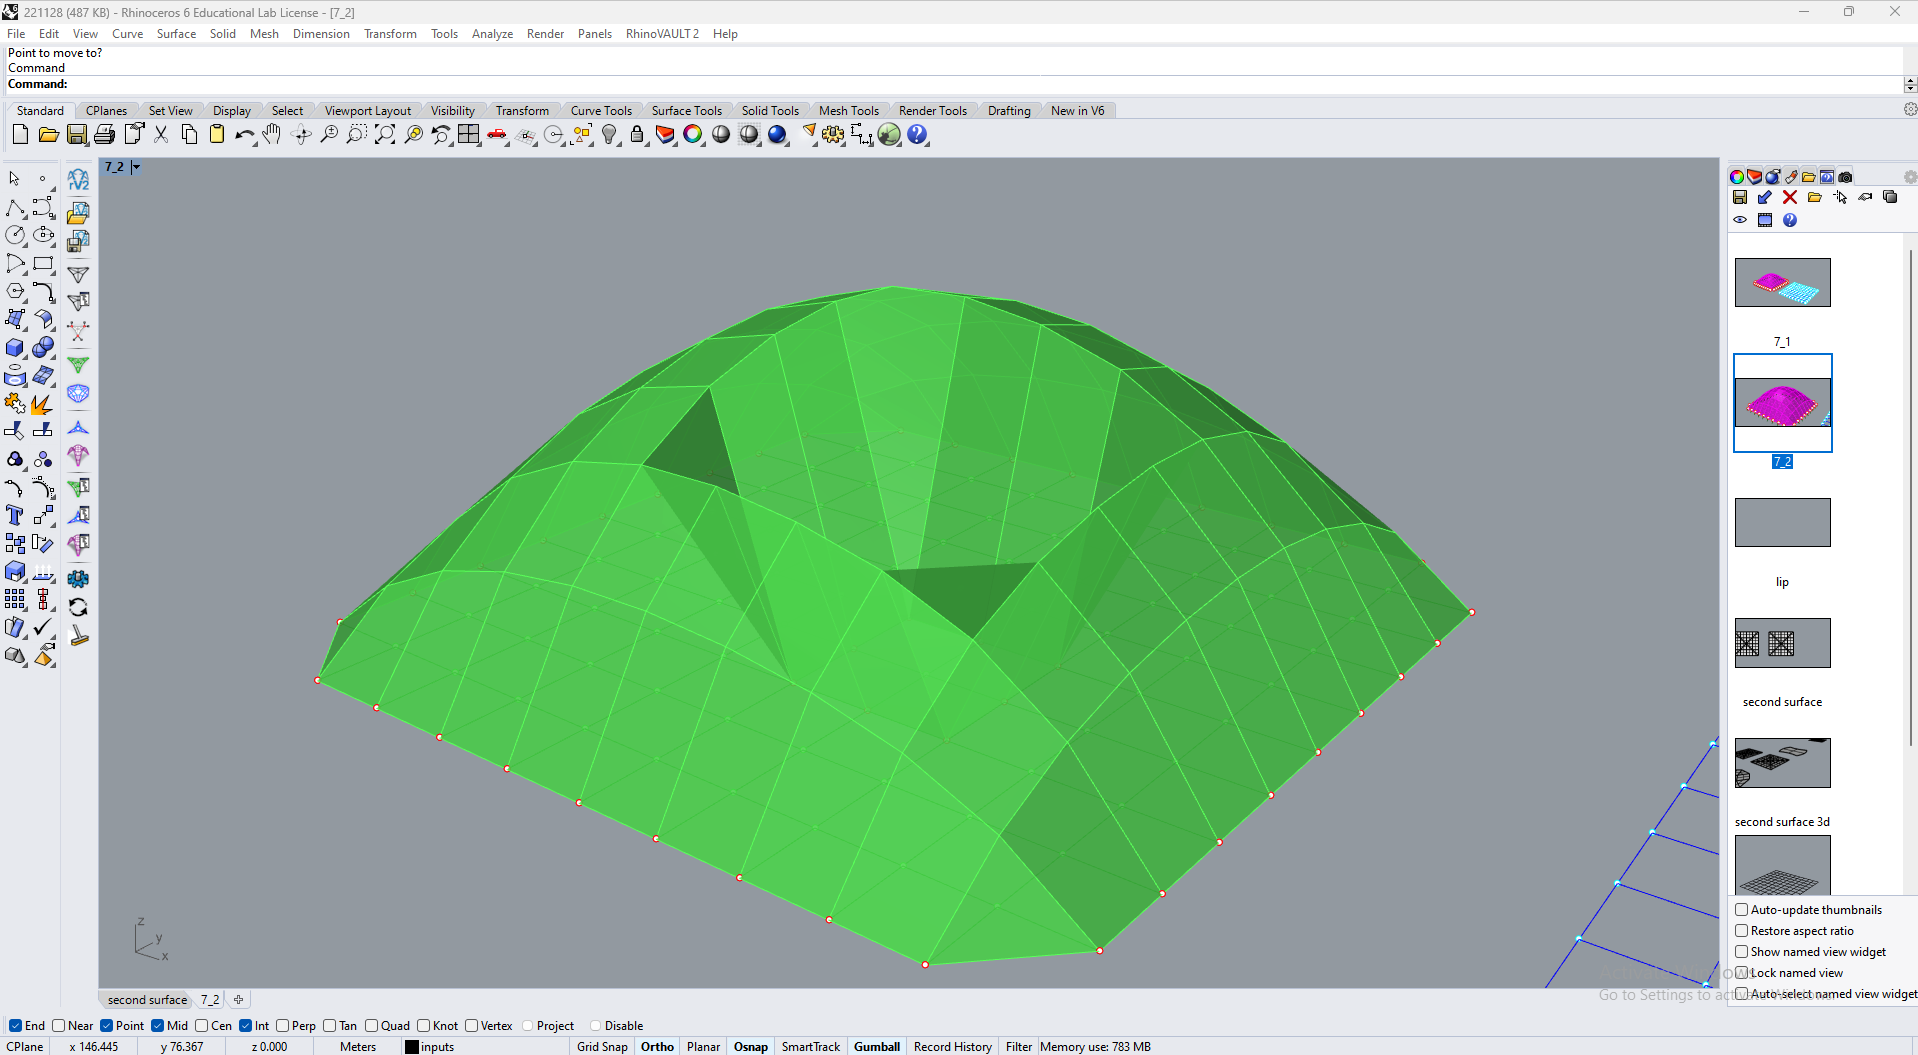 221128 (487 KB) - Rhinoceros 6 Educational Lab License - [7_2]
File Edit View Curve Surface Solid Mesh Dimension Transform Tools Analyze Render Panels RhinoVAULT 2 Help
Point to move to?
Command
Command:
Standard CPlanes Set View Display Select Viewport Layout Visibility Transform Curve Tools Surface Tools Solid Tools Mesh Tools Render Tools Drafting New in V6
7_2
rV2
7_1
7_2
lip
second surface
second surface 3d
Auto-update thumbnails
Restore aspect ratio
Show named view widget
Lock named view
Auto-select named view widget
z
y
x
Go to Settings to activate Windows.
second surface 7_2
End Near Point Mid Cen Int Perp Tan Quad Knot Vertex Project Disable
CPlane x 146.445 y 76.367 z 0.000 Meters inputs Grid Snap Ortho Planar Osnap SmartTrack Gumball Record History Filter Memory use: 783 MB